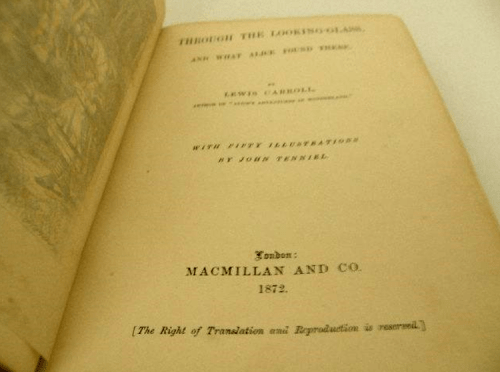 THROUGH THE LOOKING-GLASS,
AND WHAT ALICE FOUND THERE.
BY
LEWIS CARROLL,
AUTHOR OF "ALICE'S ADVENTURES IN WONDERLAND."
WITH FIFTY ILLUSTRATIONS
BY JOHN TENNIEL.
London:
MACMILLAN AND CO.
1872.
[The Right of Translation and Reproduction is reserved.]